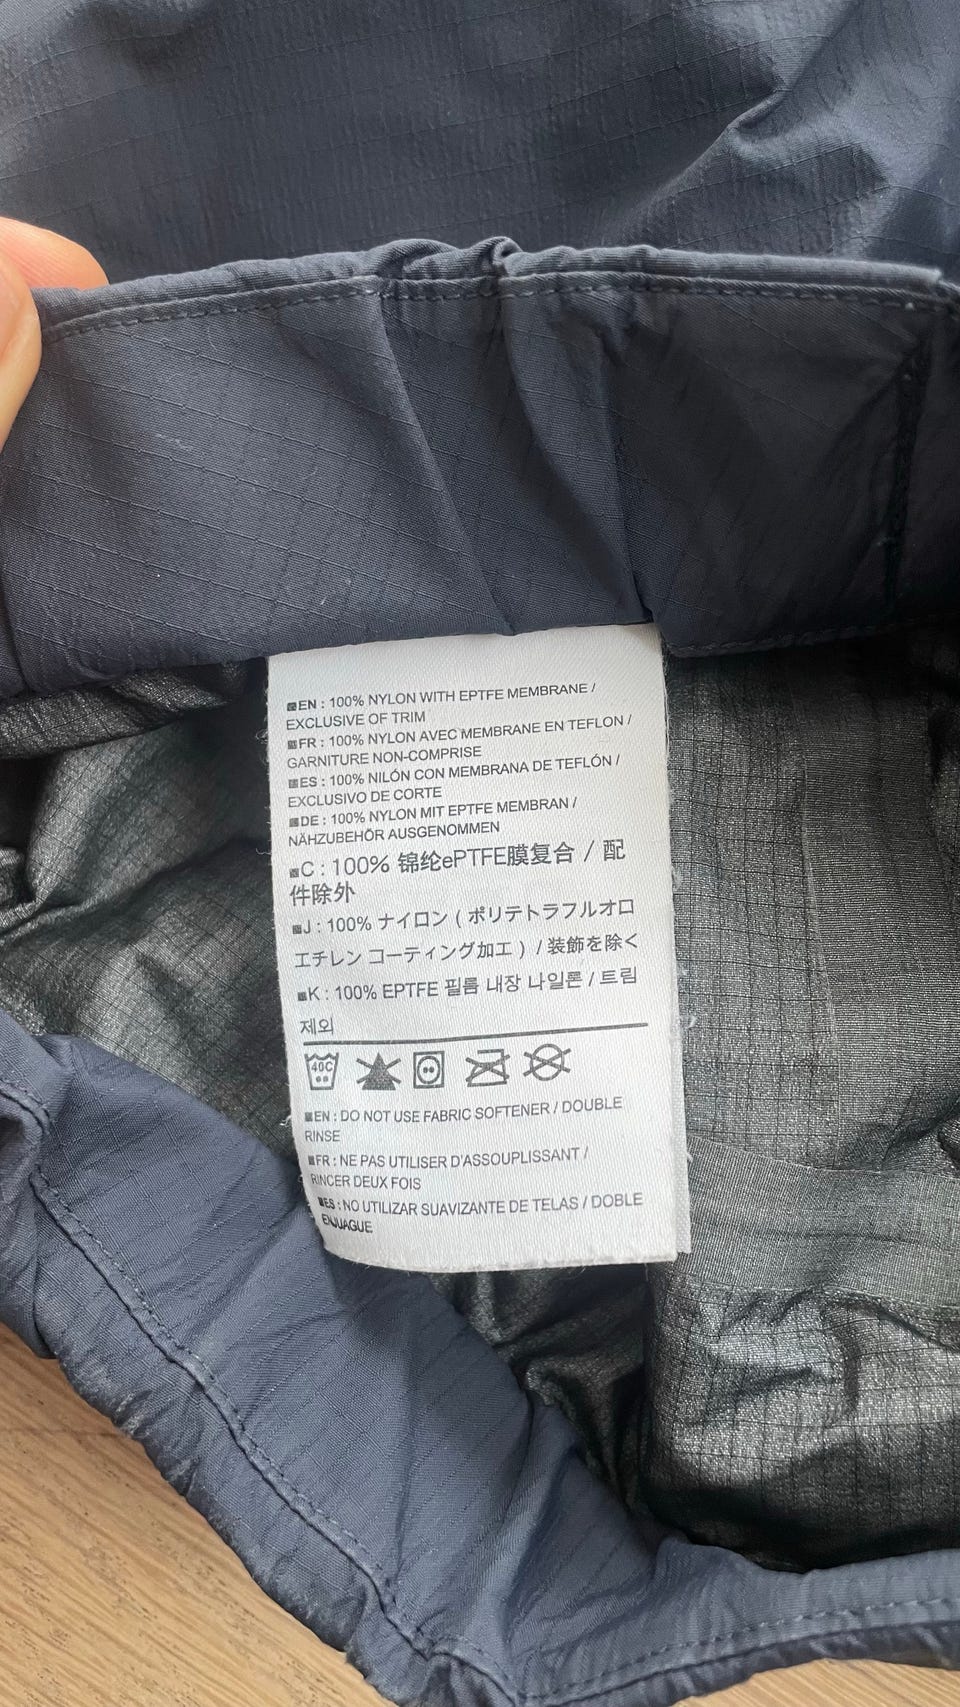 EN : 100% NYLON WITH EPTFE MEMBRANE /
EXCLUSIVE OF TRIM
FR : 100% NYLON AVEC MEMBRANE EN TEFLON /
GARNITURE NON-COMPRISE
ES : 100% NILÓN CON MEMBRANA DE TEFLÓN /
EXCLUSIVO DE CORTE
DE : 100% NYLON MIT EPTFE MEMBRAN /
NÄHZUBEHÖR AUSGENOMMEN
C : 100% 锦纶ePTFE膜复合 / 配
件除外
J : 100% ナイロン ( ポリテトラフルオロ
エチレン コーティング加工 ) / 装飾を除く
K : 100% EPTFE 필름 내장 나일론 / 트림
제외
40C
EN : DO NOT USE FABRIC SOFTENER / DOUBLE
RINSE
FR : NE PAS UTILISER D'ASSOUPLISSANT /
RINCER DEUX FOIS
ES : NO UTILIZAR SUAVIZANTE DE TELAS / DOBLE
ENJUAGUE